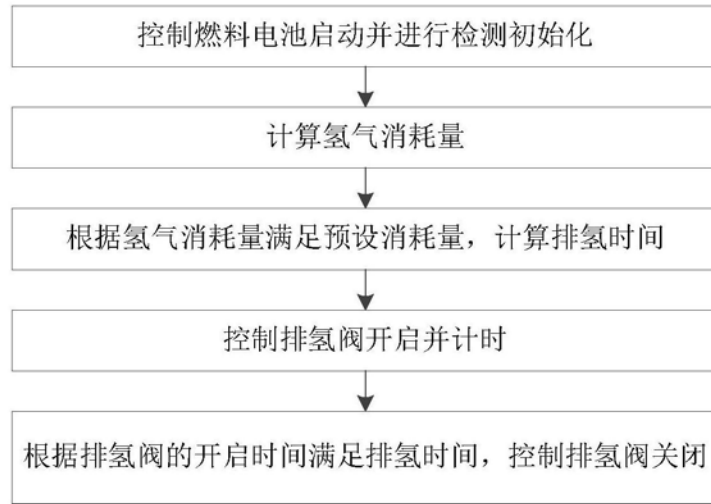 控制燃料电池启动并进行检测初始化
计算氢气消耗量
根据氢气消耗量满足预设消耗量，计算排氢时间
控制排氢阀开启并计时
根据排氢阀的开启时间满足排氢时间，控制排氢阀关闭